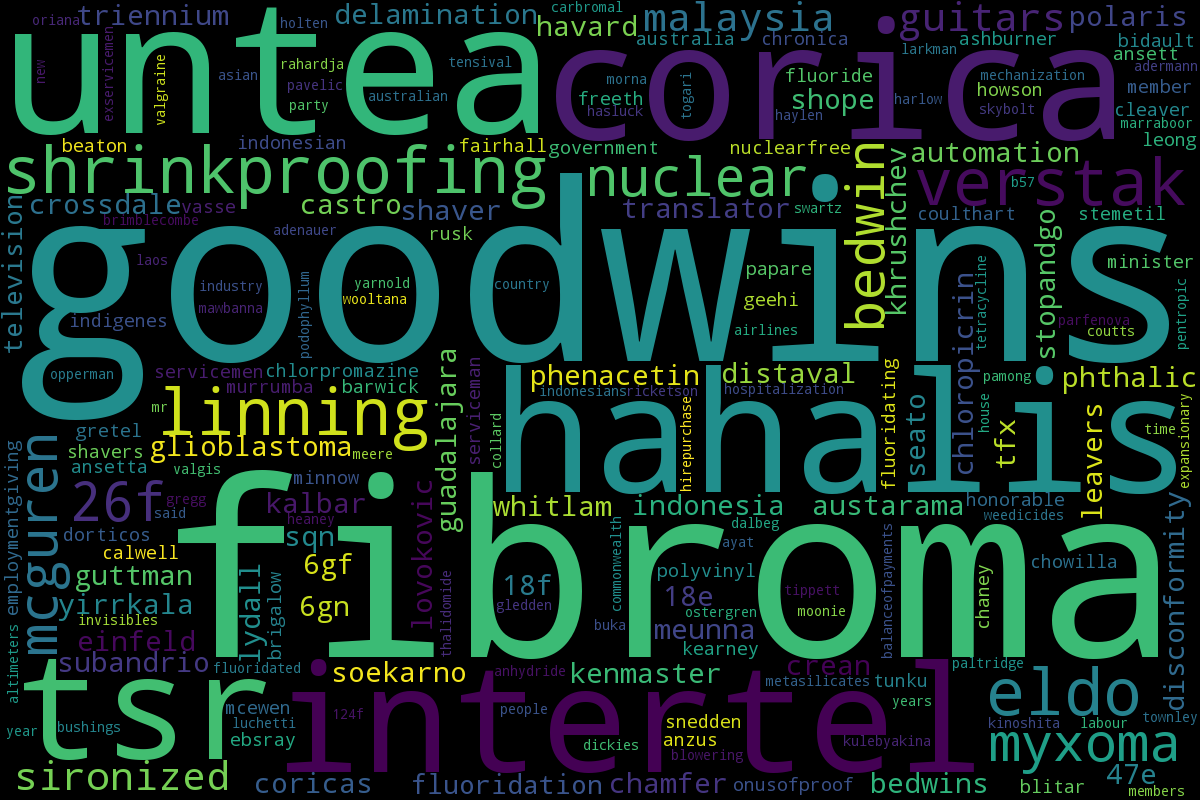 oriana
triennium
holten
delamination
carbromal
havard
malaysia
guitars
polaris
untea
corica
new
exservicemen
valgraine
asian
rahardja
pavelic
party
tensival
australian
australia
chronica
larkman
ashburner
bidault
ansett
adermann
fluoride
freeth
morna
hasluck
togari
shope
haylen
harlow
mechanization
howson
skybolt
member
cleaver
marraboor
leong
beaton
indonesian
fairhall
government
nuclearfree
automation
shrinkproofing
nuclear
bedwin
verstak
b57
crossdale
vasse
brimblecombe
castro
shaver
translator
swartz
khrushchev
coulthart
stemetil
television
adenauer
rusk
stopandgo
minister
goodwins
laos
industry
mawbanna
podophyllum
yarnold
wooltana
country
papare
geehi
airlines
indigenes
chloropicrin
tetracycline
parfenova
coutts
pentropic
opperman
servicemen
chlorpromazine
murrumba
barwick
guadalajara
serviceman
phenacetin
distaval
indonesians
ricketson
hospitalization
fluoridating
pamong
phthalic
mr
linning
gretel
shavers
glioblastoma
meere
ansetta
valgis
collard
hahalis
hirepurchase
seato
house
tfx
leavers
time
expansionary
mcguren
employmentgiving
26f
gregg
said
minnow
kalbar
heaney
lovokovic
whitlam
indonesia
austarama
honorable
weedicides
disconformity
dorticos
calwell
guttman
sqn
fibroma
6gf
6gn
18f
gledden
commonwealth
dalbeg
ayat
polyvinyl
18e
tippett
moonie
balanceofpayments
chowilla
chaney
yirrkala
invisibles
lydall
brigalow
thalidomide
buka
ostergren
meunna
kearney
einfeld
altimeters
subandrio
fluoridated
soekarno
anhydride
kenmaster
crean
metasilicates
tunku
paltridge
eldo
tsr
intertel
mcewen
luchetti
ebsray
124f
people
snedden
anzus
dickies
blowering
years
kulebyakina
kinoshita
labour
townley
year
bushings
myxoma
sironized
coricas
fluoridation
chamfer
onusofproof
bedwins
blitar
47e
members